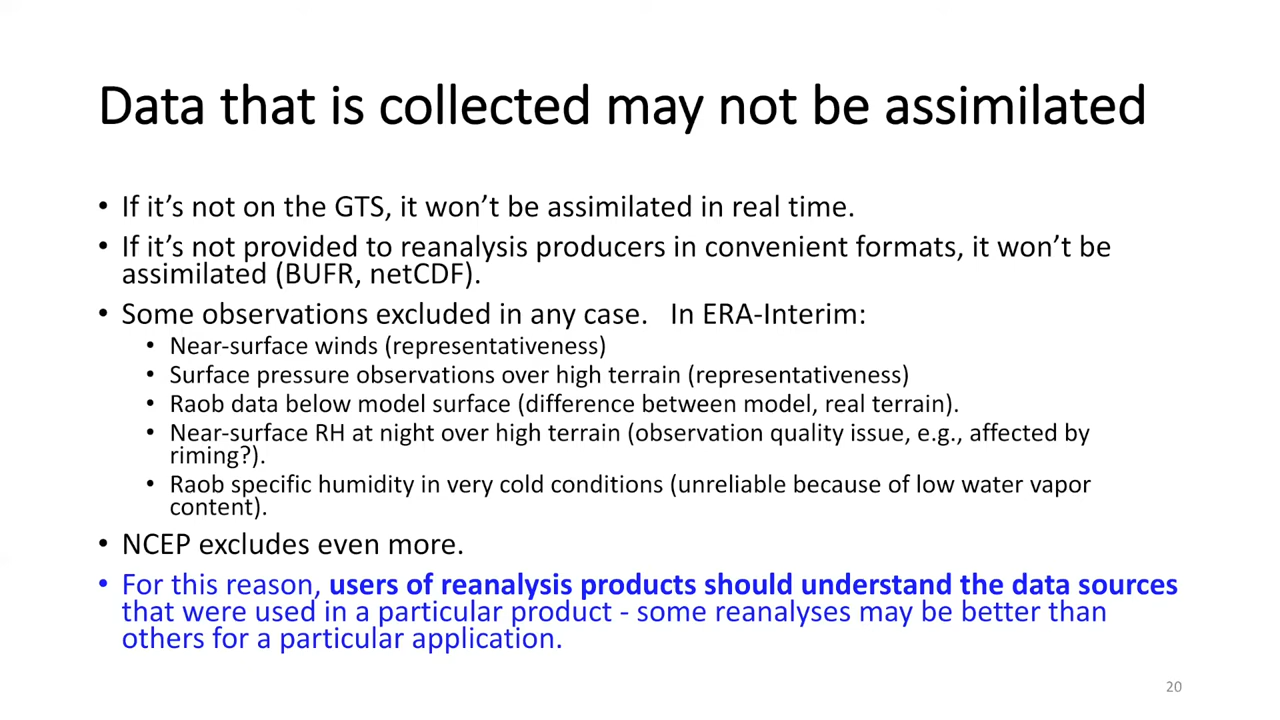 Data that is collected may not be assimilated
• If it’s not on the GTS, it won’t be assimilated in real time.
• If it’s not provided to reanalysis producers in convenient formats, it won’t be
assimilated (BUFR, netCDF).
• Some observations excluded in any case.   In ERA-Interim:
• Near-surface winds (representativeness)
• Surface pressure observations over high terrain (representativeness)
• Raob data below model surface (difference between model, real terrain).
• Near-surface RH at night over high terrain (observation quality issue, e.g., affected by
riming?).
• Raob specific humidity in very cold conditions (unreliable because of low water vapor
content).
• NCEP excludes even more.
• For this reason, users of reanalysis products should understand the data sources
that were used in a particular product - some reanalyses may be better than
others for a particular application.
20